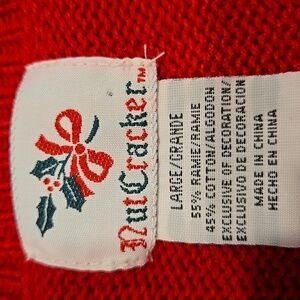 NutCracker™
LARGE/GRANDE
55% RAMIE/RAMIE
45% COTTON/ALGODON
EXCLUSIVE OF DECORATION/
EXCLUSIVO DE DECORACION
MADE IN CHINA
HECHO EN CHINA